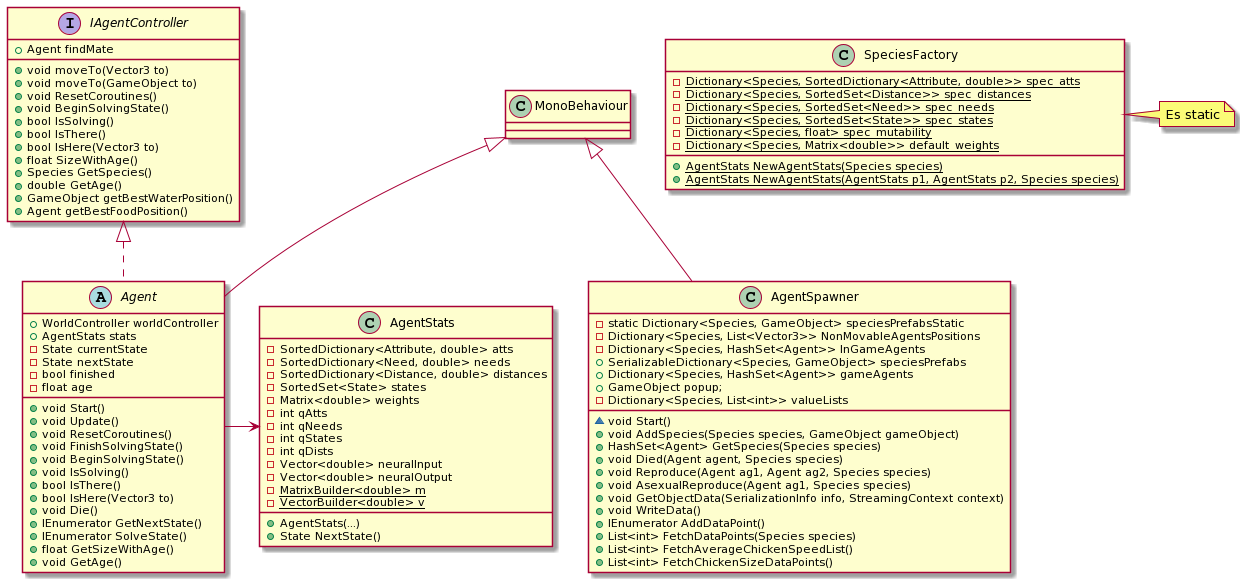 I IAgentController
Agent findMate
void moveTo(Vector3 to)
void moveTo(GameObject to)
void ResetCoroutines()
void BeginSolvingState()
bool IsSolving()
bool IsThere()
bool IsHere(Vector3 to)
float SizeWithAge()
Species GetSpecies()
double GetAge()
GameObject getBestWaterPosition()
Agent getBestFoodPosition()
C MonoBehaviour
C SpeciesFactory
Dictionary<Species, SortedDictionary<Attribute, double>> spec_atts
Dictionary<Species, SortedSet<Distance>> spec_distances
Dictionary<Species, SortedSet<Need>> spec_needs
Dictionary<Species, SortedSet<State>> spec_states
Dictionary<Species, float> spec_mutability
Dictionary<Species, Matrix<double>> default_weights
AgentStats NewAgentStats(Species species)
AgentStats NewAgentStats(AgentStats p1, AgentStats p2, Species species)
Es static
A Agent
WorldController worldController
AgentStats stats
State currentState
State nextState
bool finished
float age
void Start()
void Update()
void ResetCoroutines()
void FinishSolvingState()
void BeginSolvingState()
void IsSolving()
bool IsThere()
bool IsHere(Vector3 to)
void Die()
IEnumerator GetNextState()
IEnumerator SolveState()
float GetSizeWithAge()
void GetAge()
C AgentStats
SortedDictionary<Attribute, double> atts
SortedDictionary<Need, double> needs
SortedDictionary<Distance, double> distances
SortedSet<State> states
Matrix<double> weights
int qAtts
int qNeeds
int qStates
int qDists
Vector<double> neuralInput
Vector<double> neuralOutput
MatrixBuilder<double> m
VectorBuilder<double> v
AgentStats(...)
State NextState()
C AgentSpawner
static Dictionary<Species, GameObject> speciesPrefabsStatic
Dictionary<Species, List<Vector3>> NonMovableAgentsPositions
Dictionary<Species, HashSet<Agent>> InGameAgents
SerializableDictionary<Species, GameObject> speciesPrefabs
Dictionary<Species, HashSet<Agent>> gameAgents
GameObject popup;
Dictionary<Species, List<int>> valueLists
void Start()
void AddSpecies(Species species, GameObject gameObject)
HashSet<Agent> GetSpecies(Species species)
void Died(Agent agent, Species species)
void Reproduce(Agent ag1, Agent ag2, Species species)
void AsexualReproduce(Agent ag1, Species species)
void GetObjectData(SerializationInfo info, StreamingContext context)
void WriteData()
IEnumerator AddDataPoint()
List<int> FetchDataPoints(Species species)
List<int> FetchAverageChickenSpeedList()
List<int> FetchChickenSizeDataPoints()